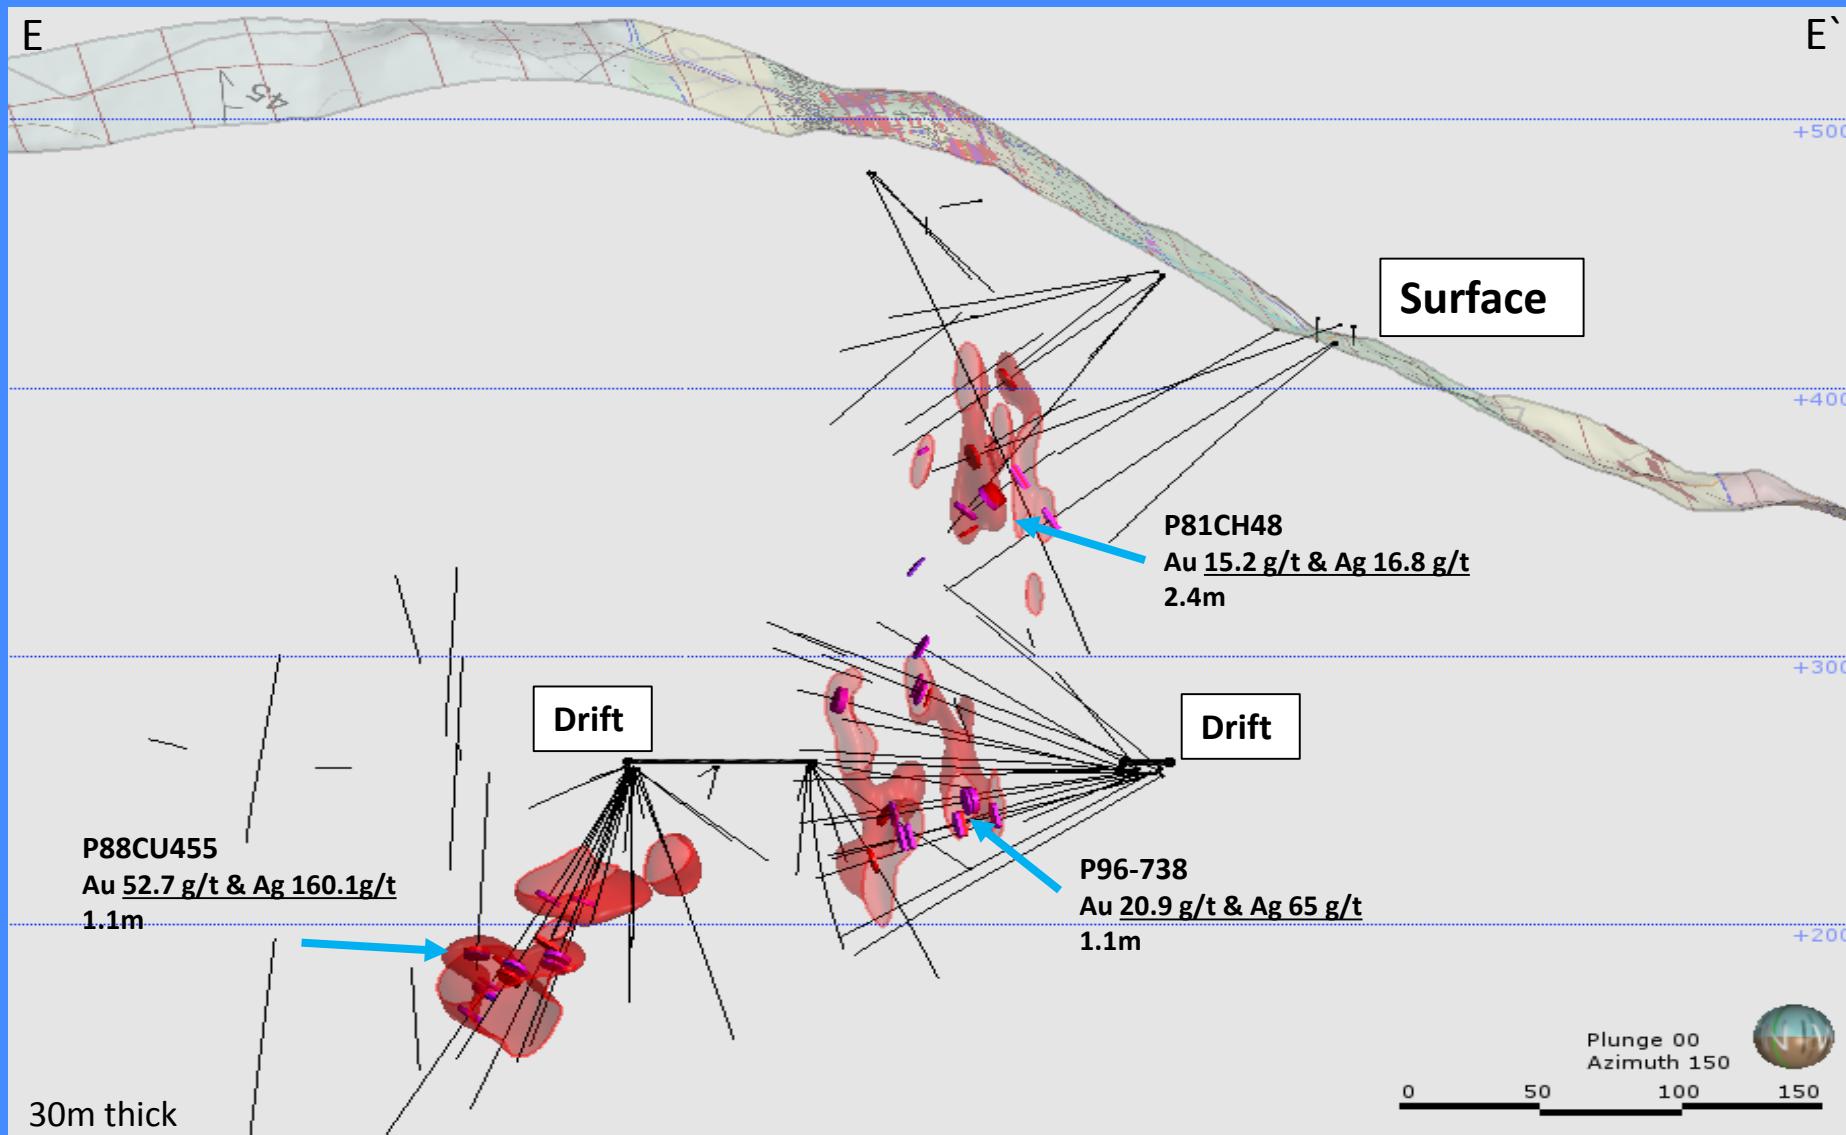 E
E`
45
+500
Surface
+400
P81CH48
Au 15.2 g/t & Ag 16.8 g/t
2.4m
+300
Drift
Drift
P88CU455
Au 52.7 g/t & Ag 160.1g/t
1.1m
P96-738
Au 20.9 g/t & Ag 65 g/t
1.1m
+200
Plunge 00
Azimuth 150
0 50 100 150
30m thick